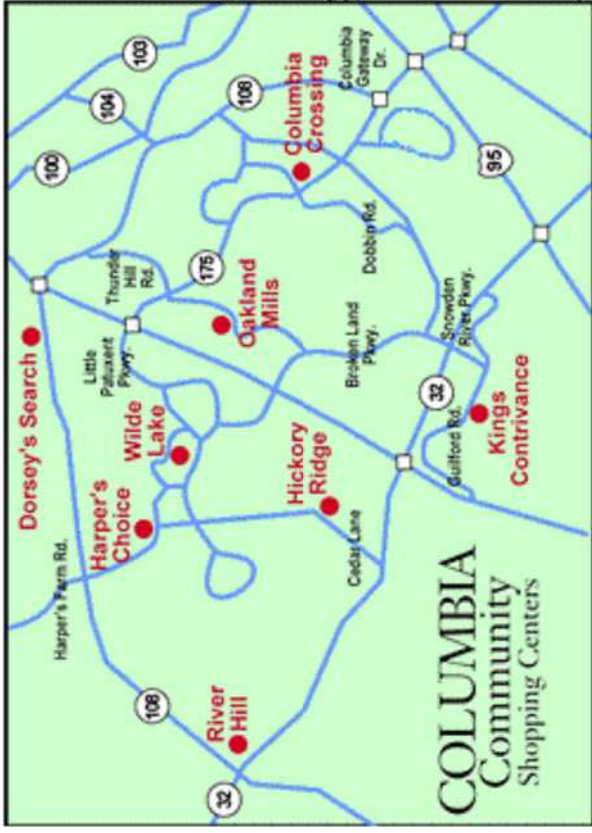 103
104
100
108
Columbia
Gateway
Dr.
Columbia
Crossing
95
Thunder
Hill
Rd.
175
Dobbin Rd.
Dorsey's Search
Little
Patuxent
Pkwy.
Oakland
Mills
Broken Land
Pkwy.
Snowden
River Pkwy.
32
Wilde
Lake
Harper's
Choice
Hickory
Ridge
Guilford Rd.
Kings
Contrivance
Harper's Farm Rd.
Cedar Lane
108
River
Hill
32
COLUMBIA
Community
Shopping Centers